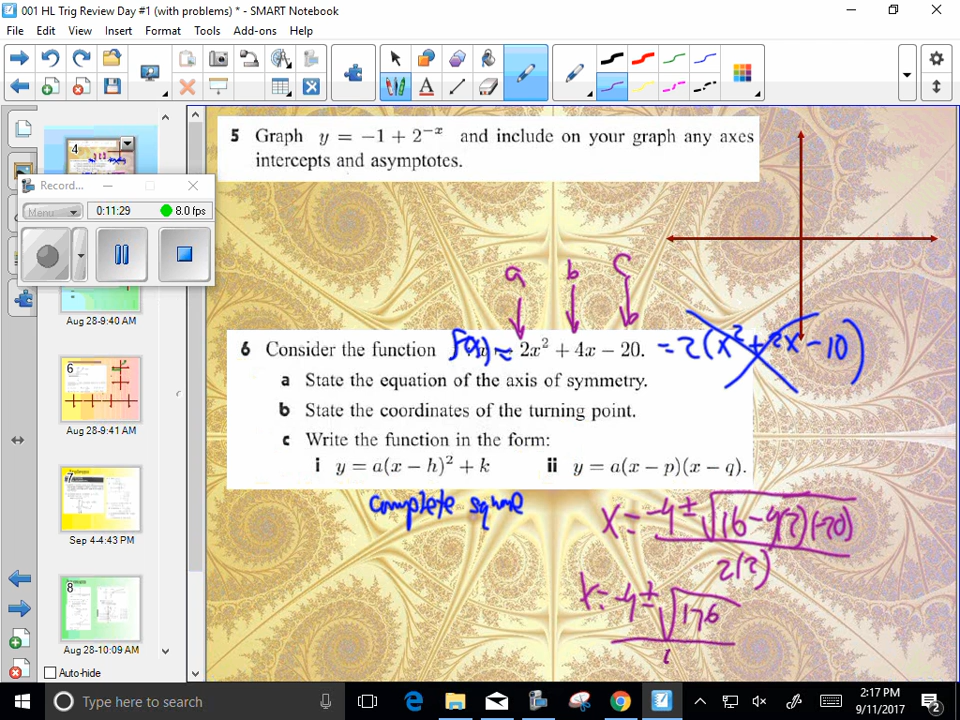 001 HL Trig Review Day #1 (with problems) * - SMART Notebook
File Edit View Insert Format Tools Add-ons Help
4
5 Graph y = −1 + 2^{−x} and include on your graph any axes
intercepts and asymptotes.
Record...
Menu 0:11:29 8.0 fps
a b c
Aug 28-9:40 AM
6 Consider the function f(x) = 2x² + 4x − 20. = 2(x² + 2x − 10)
a State the equation of the axis of symmetry.
b State the coordinates of the turning point.
c Write the function in the form:
i y = a(x − h)² + k ii y = a(x − p)(x − q).
6
Aug 28-9:41 AM
complete square
7
x = −4 ± √(16 − 4(2)(−20)
2(2)
Sep 4-4:43 PM
x = −4 ± √176
8
Aug 28-10:09 AM
Auto-hide
Type here to search
2:17 PM
9/11/2017
2